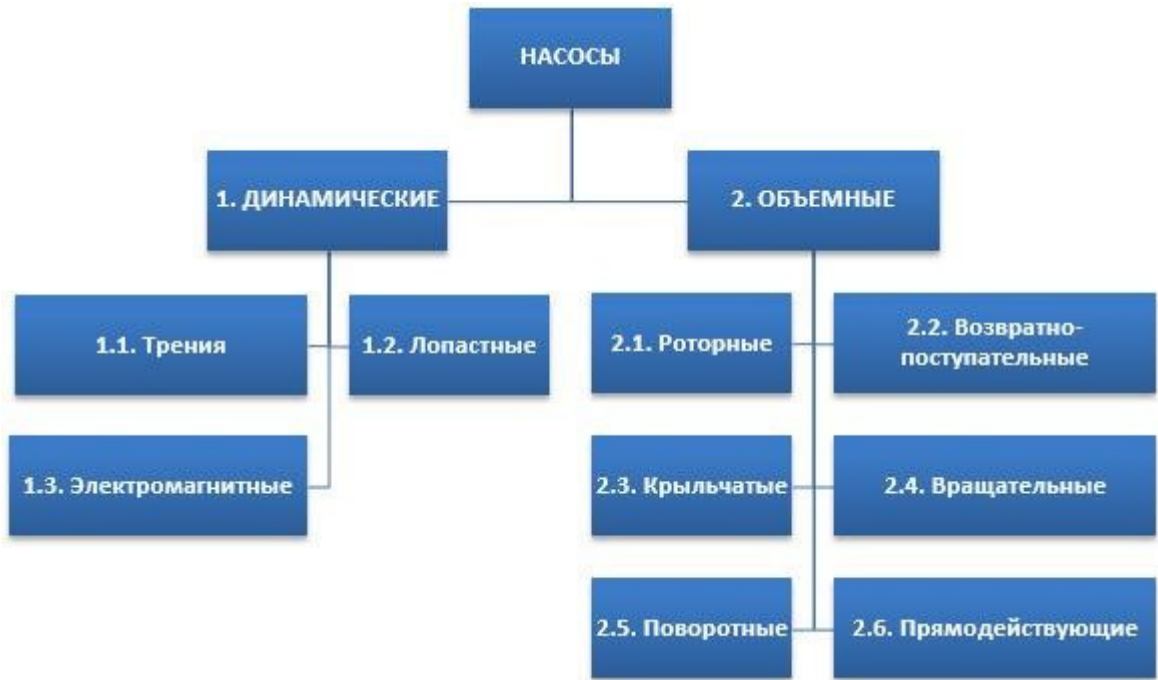 НАСОСЫ
1. ДИНАМИЧЕСКИЕ
2. ОБЪЕМНЫЕ
1.1. Трения
1.2. Лопастные
2.1. Роторные
2.2. Возвратно-
поступательные
1.3. Электромагнитные
2.3. Крыльчатые
2.4. Вращательные
2.5. Поворотные
2.6. Прямодействующие